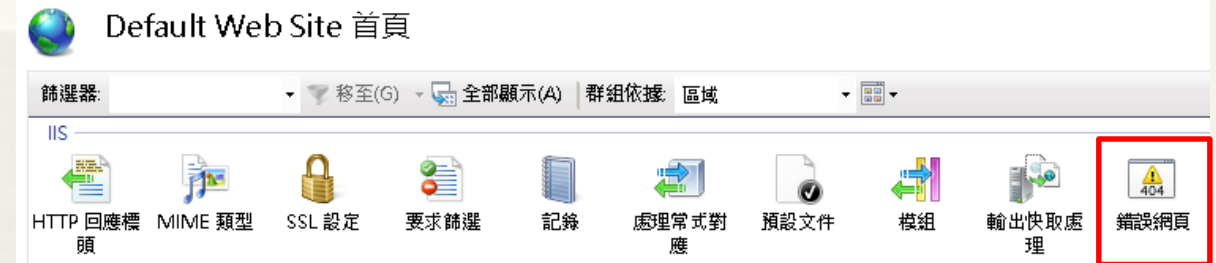 Default Web Site 首頁
篩選器: 移至(G) 全部顯示(A) 群組依據: 區域
IIS
HTTP 回應標頭 MIME 類型 SSL 設定 要求篩選 記錄 處理常式對應 預設文件 模組 輸出快取處理 404 錯誤網頁